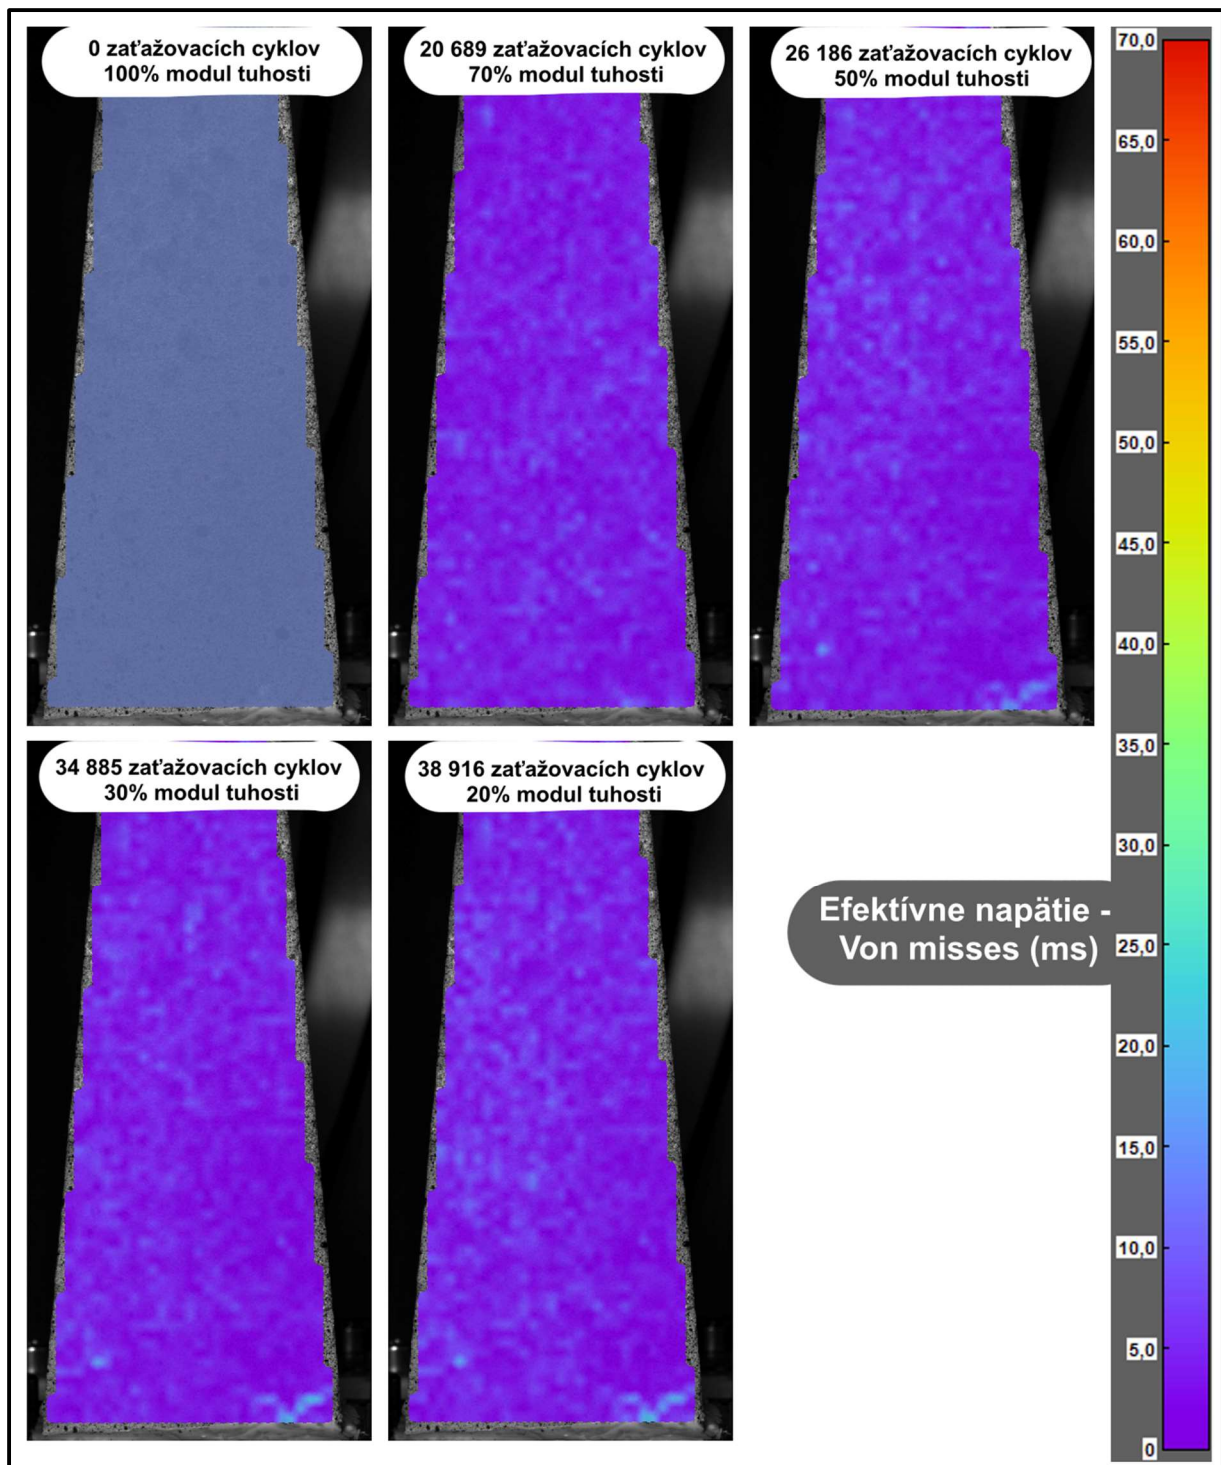 0 zaťažovacích cyklov
100% modul tuhosti
20 689 zaťažovacích cyklov
70% modul tuhosti
26 186 zaťažovacích cyklov
50% modul tuhosti
34 885 zaťažovacích cyklov
30% modul tuhosti
38 916 zaťažovacích cyklov
20% modul tuhosti
Efektívne napätie -
Von misses (ms)
70,0
65,0
60,0
55,0
50,0
45,0
40,0
35,0
30,0
25,0
20,0
15,0
10,0
5,0
0